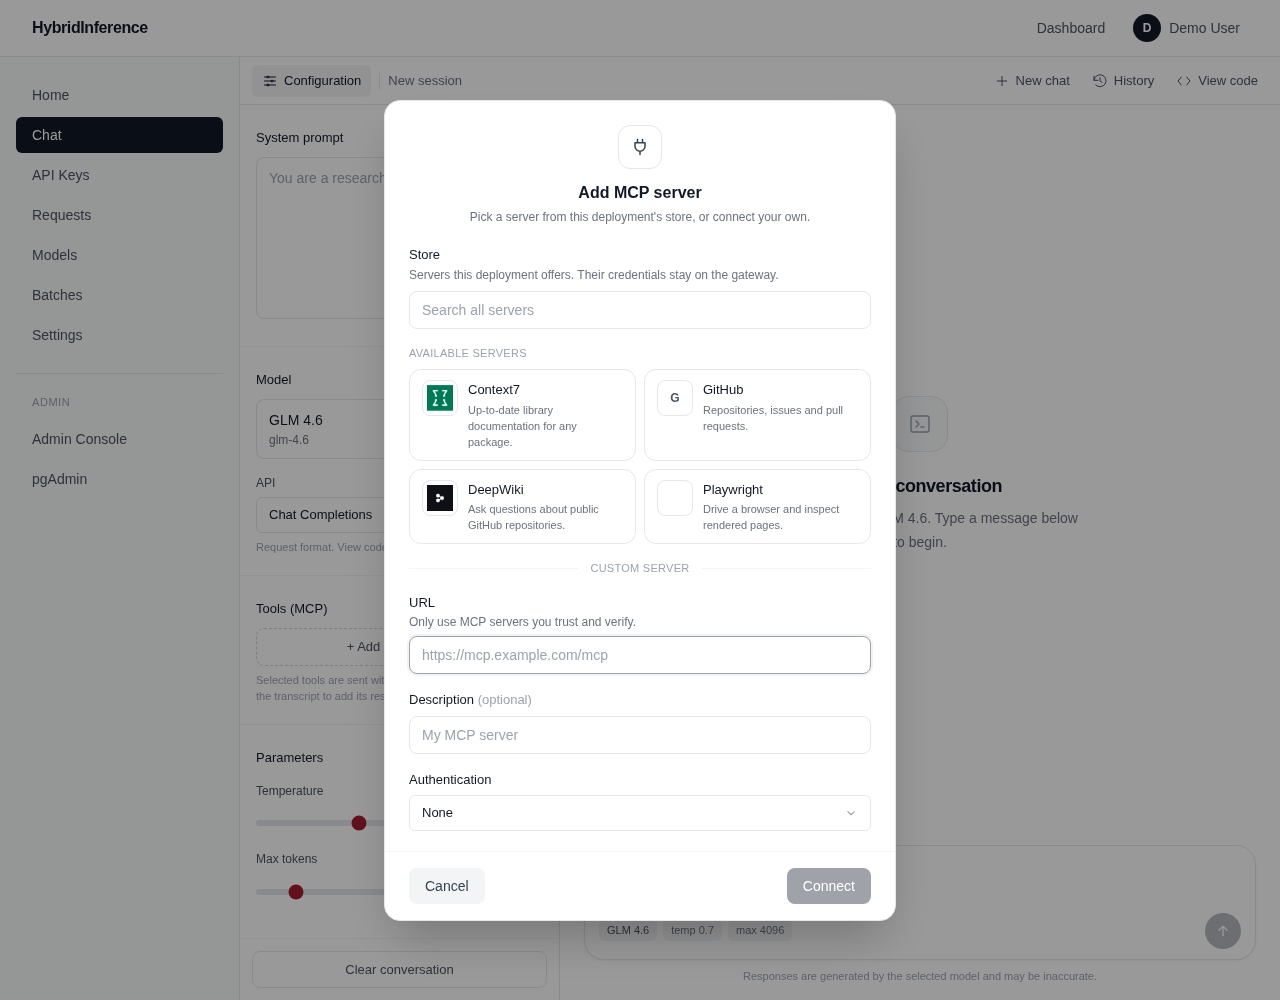 HybridInference
Dashboard
D
Demo User
Home
Chat
API Keys
Requests
Models
Batches
Settings
ADMIN
Admin Console
pgAdmin
Configuration
New session
New chat
History
View code
System prompt
You are a research
Model
GLM 4.6
glm-4.6
API
Chat Completions
Request format. View code
Tools (MCP)
+ Add
Selected tools are sent wit
the transcript to add its res
Parameters
Temperature
Max tokens
Clear conversation
Add MCP server
Pick a server from this deployment's store, or connect your own.
Store
Servers this deployment offers. Their credentials stay on the gateway.
Search all servers
AVAILABLE SERVERS
Context7
Up-to-date library
documentation for any
package.
G
GitHub
Repositories, issues and pull
requests.
DeepWiki
Ask questions about public
GitHub repositories.
Playwright
Drive a browser and inspect
rendered pages.
CUSTOM SERVER
URL
Only use MCP servers you trust and verify.
https://mcp.example.com/mcp
Description (optional)
My MCP server
Authentication
None
Cancel
Connect
conversation
M 4.6. Type a message below
to begin.
GLM 4.6
temp 0.7
max 4096
Responses are generated by the selected model and may be inaccurate.